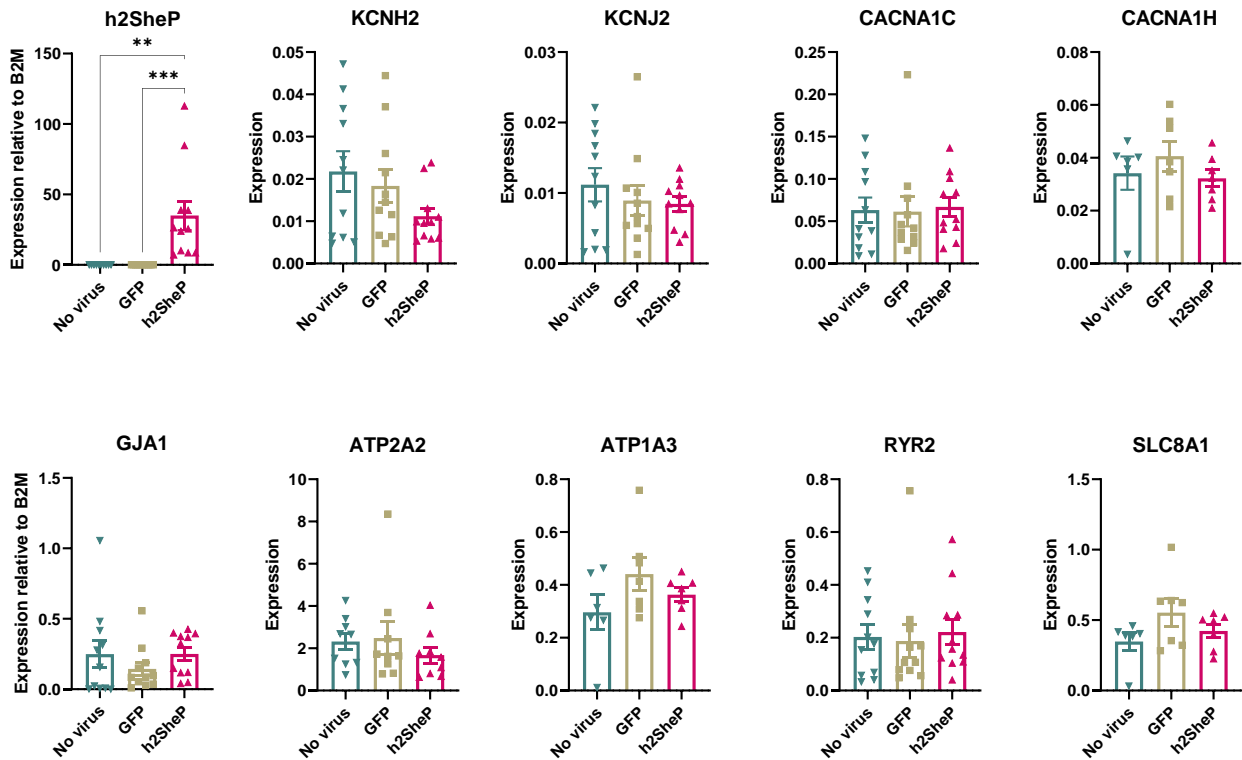 h2SheP
KCNH2
KCNJ2
CACNA1C
CACNA1H
Expression relative to B2M
150
100
50
0
**
***
No virus
GFP
h2SheP
Expression
0.05
0.04
0.03
0.02
0.01
0.00
No virus
GFP
h2SheP
Expression
0.03
0.02
0.01
0.00
No virus
GFP
h2SheP
Expression
0.25
0.20
0.15
0.10
0.05
0.00
No virus
GFP
h2SheP
Expression
0.08
0.06
0.04
0.02
0.00
No virus
GFP
h2SheP
GJA1
ATP2A2
ATP1A3
RYR2
SLC8A1
Expression relative to B2M
1.5
1.0
0.5
0.0
No virus
GFP
h2SheP
Expression
10
8
6
4
2
0
No virus
GFP
h2SheP
Expression
0.8
0.6
0.4
0.2
0.0
No virus
GFP
h2SheP
Expression
0.8
0.6
0.4
0.2
0.0
No virus
GFP
h2SheP
Expression
1.5
1.0
0.5
0.0
No virus
GFP
h2SheP